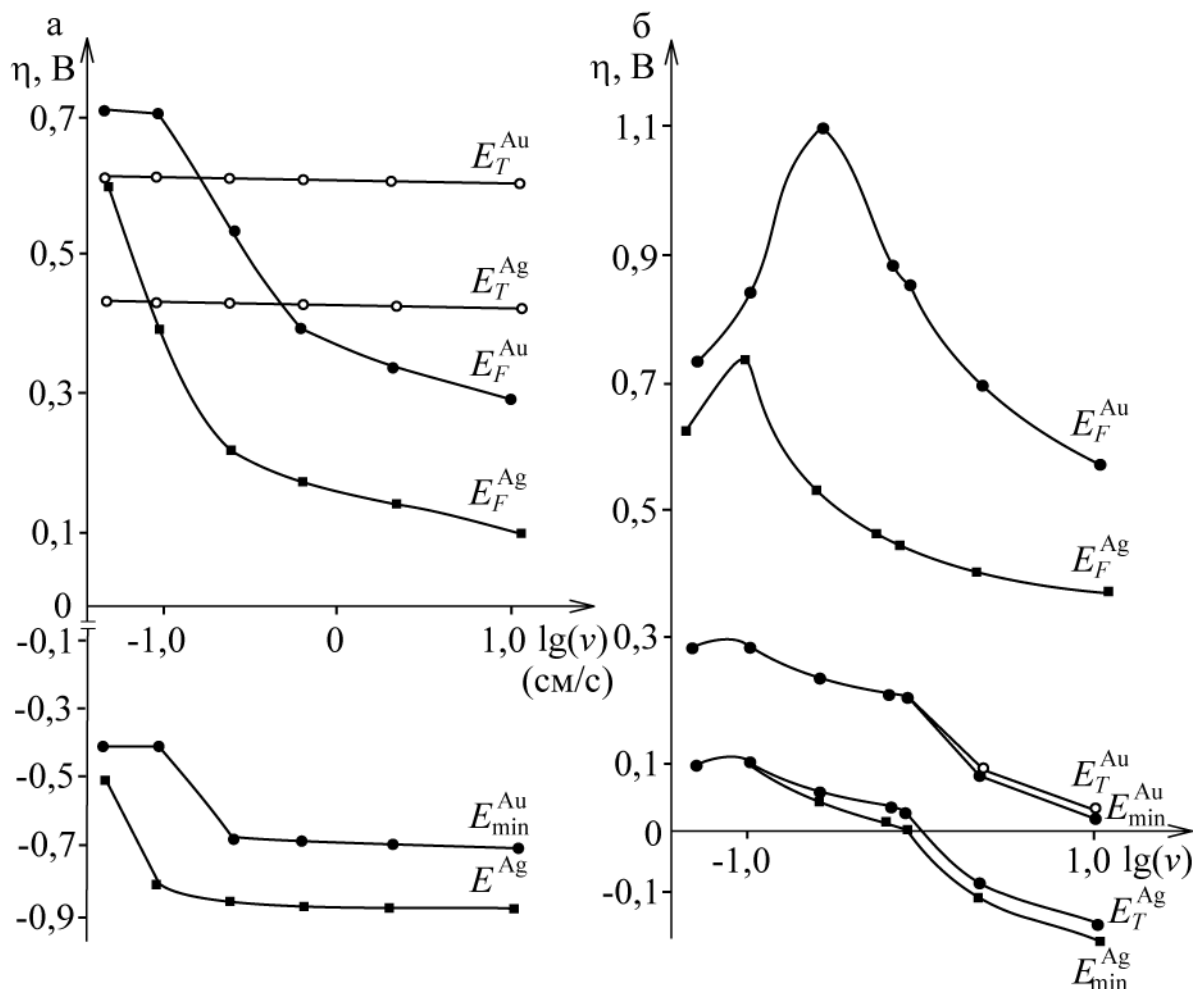 а
η, В
0,7
0,5
0,3
0,1
0
-0,1
-0,3
-0,5
-0,7
-0,9
-1,0
0
1,0
lg(v)
(см/с)
E_T^Au
E_T^Ag
E_F^Au
E_F^Ag
E_min^Au
E^Ag
б
η, В
1,1
0,9
0,7
0,5
0,3
0,1
0
-0,1
-1,0
1,0
lg(v)
E_F^Au
E_F^Ag
E_T^Au
E_min^Au
E_T^Ag
E_min^Ag